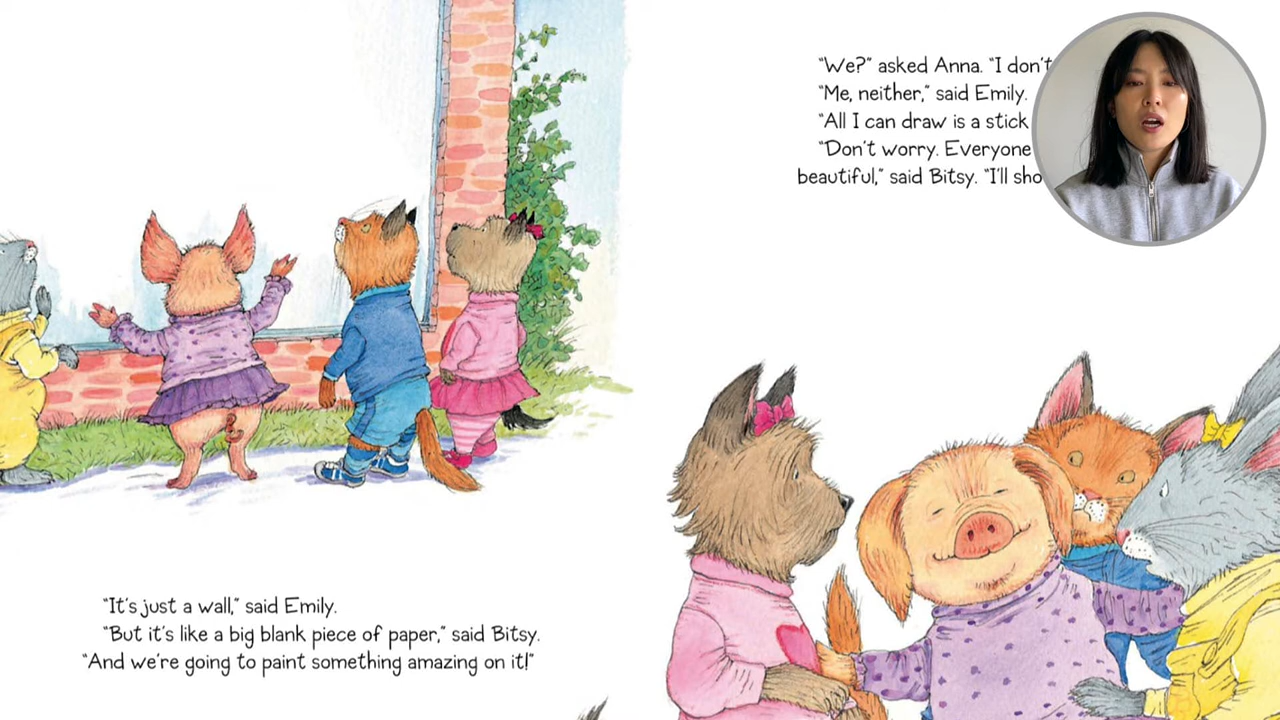 "It's just a wall," said Emily.
"But it's like a big blank piece of paper," said Bitsy.
"And we're going to paint something amazing on it!"
"We?" asked Anna. "I don't
"Me, neither," said Emily.
"All I can draw is a stick
"Don't worry. Everyone
beautiful," said Bitsy. "I'll sho